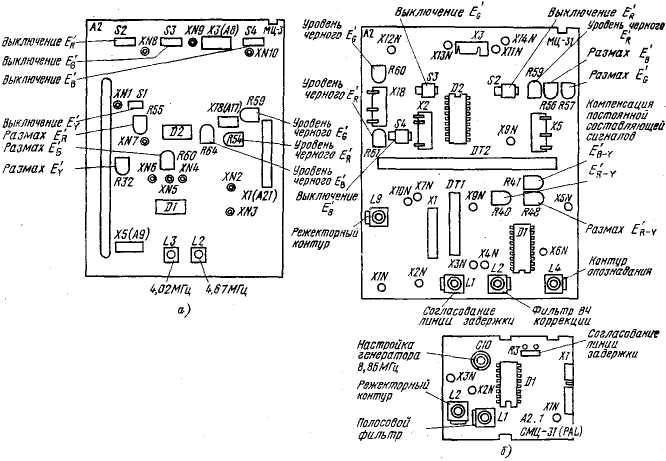 A2
S2
S3
XN9
X3(A8)
S4
МЦ-3
XN8
XN10
Выключение E'R
Выключение E'G
Выключение E'B
XN1
S1
Выключение E'Y
R55
Размах E'R
XN7
Размах E'G
Размах E'Y
R32
D2
X18(A17)
R59
R54
R64
R60
XN6
XN4
XN5
D1
XN2
XN3
X1(A21)
X5(A9)
L3
L2
4,02МГц
4,67МГц
Уровень черного E'G
Уровень черного E'R
Уровень черного E'B
Выключение E'B
а)
Уровень черного E'G
Выключение E'G
Выключение E'R
Уровень черного E'R
Размах E'B
Размах E'G
A2
X12N
X13N
X3
X14N
X11N
МЦ-31
R60
S3
D2
S2
R59
R56
R57
X18
X2
X5
Уровень черного E'R
S4
X9N
DT2
Компенсация постоянной составляющей сигналов
E'B-Y
E'R-Y
Размах E'R-Y
R41
R40
R48
X10N
X7N
DT1
X9N
X5N
L9
X1
Режекторный контур
D1
X6N
X4N
X3N
X1N
X2N
L1
L2
L4
Контур опознавания
Согласование линии задержки
Фильтр ВЧ коррекции
Настройка генератора 8,86МГц
C10
R3
Согласование линии задержки
X1
X3N
X2N
D1
Режекторный контур
L2
L1
Полосовой фильтр
X1N
A2.1
СМЦ-31(PAL)
б)